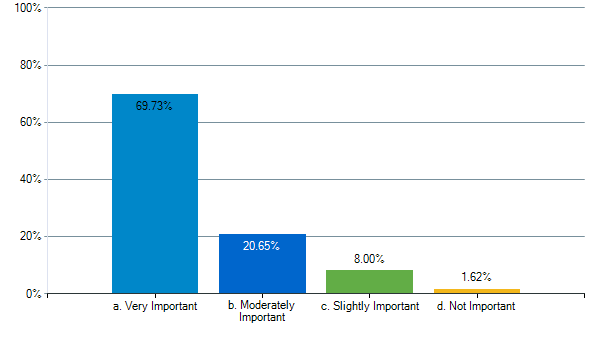 100%
80%
60%
40%
20%
0%
69.73%
20.65%
8.00%
1.62%
a. Very Important
b. Moderately
Important
c. Slightly Important
d. Not Important